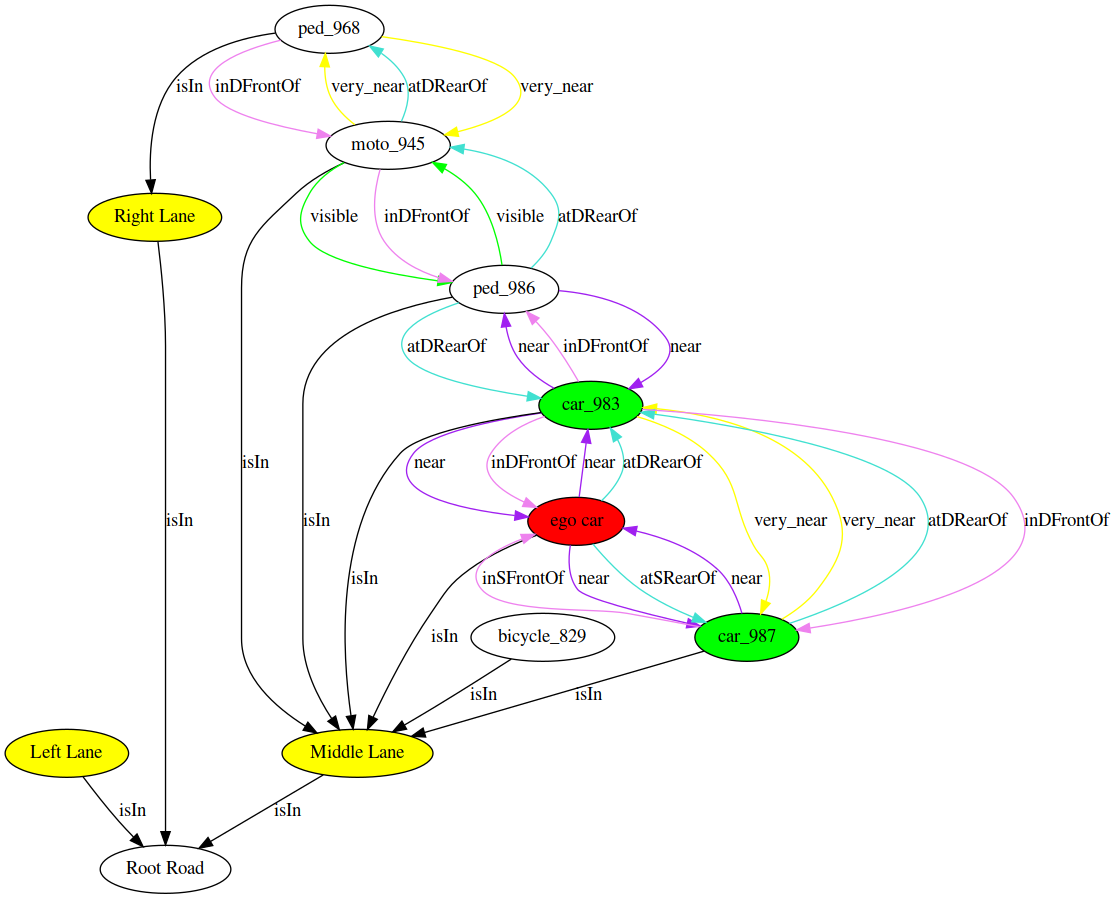 ped_968
isIn inDFrontOf very_near atDRearOf very_near
moto_945
Right Lane visible inDFrontOf visible atDRearOf
ped_986
atDRearOf near inDFrontOf near
car_983
isIn near inDFrontOf near atDRearOf
isIn isIn ego car very_near very_near atDRearOf inDFrontOf
isIn inSFrontOf near atSRearOf near
isIn bicycle_829 car_987
isIn isIn
Left Lane Middle Lane
isIn isIn
Root Road